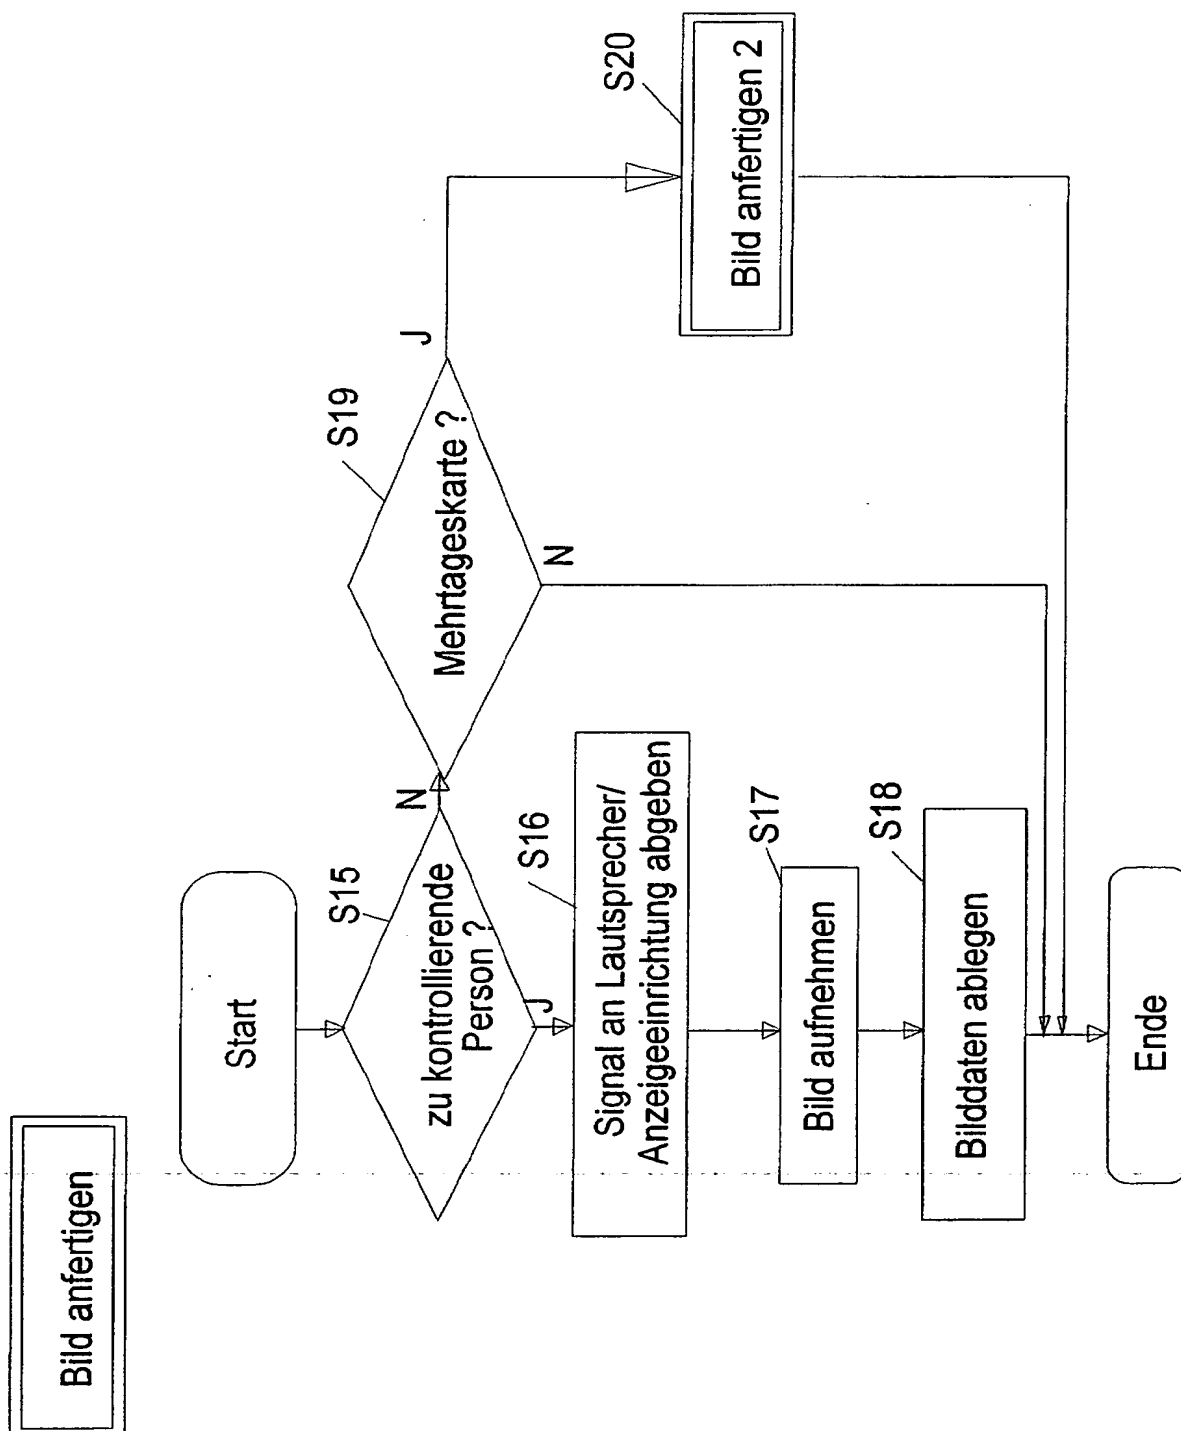 Bild anfertigen
Start
S15
zu kontrollierende
Person ?
N
J
S19
Mehrtageskarte ?
J
N
S16
Signal an Lautsprecher/
Anzeigeeinrichtung abgeben
S17
Bild aufnehmen
S18
Bilddaten ablegen
S20
Bild anfertigen 2
Ende